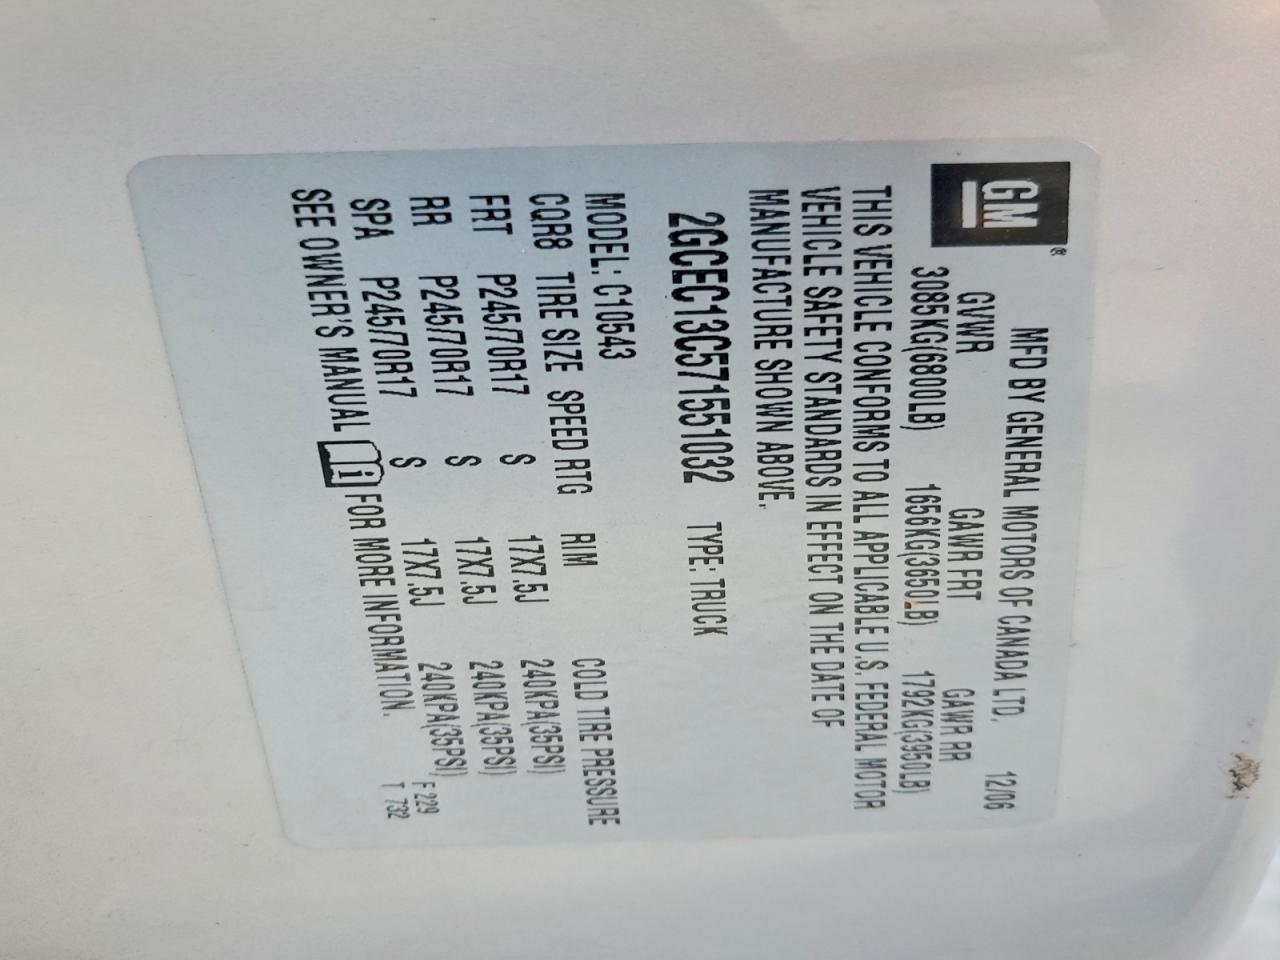 GM®
MFD BY GENERAL MOTORS OF CANADA LTD. 12/06
GVWR GAWR FRT GAWR RR
3085KG(6800LB) 1656KG(3650LB) 1792KG(3950LB)
THIS VEHICLE CONFORMS TO ALL APPLICABLE U.S. FEDERAL MOTOR
VEHICLE SAFETY STANDARDS IN EFFECT ON THE DATE OF
MANUFACTURE SHOWN ABOVE.
2GCEC13C571551032 TYPE: TRUCK
MODEL: C10543
CQR8 TIRE SIZE SPEED RTG RIM COLD TIRE PRESSURE
FRT P245/70R17 S 17X7.5J 240KPA(35PSI)
RR P245/70R17 S 17X7.5J 240KPA(35PSI)
SPA P245/70R17 S 17X7.5J 240KPA(35PSI)
SEE OWNER'S MANUAL i FOR MORE INFORMATION.
F 229
T 732